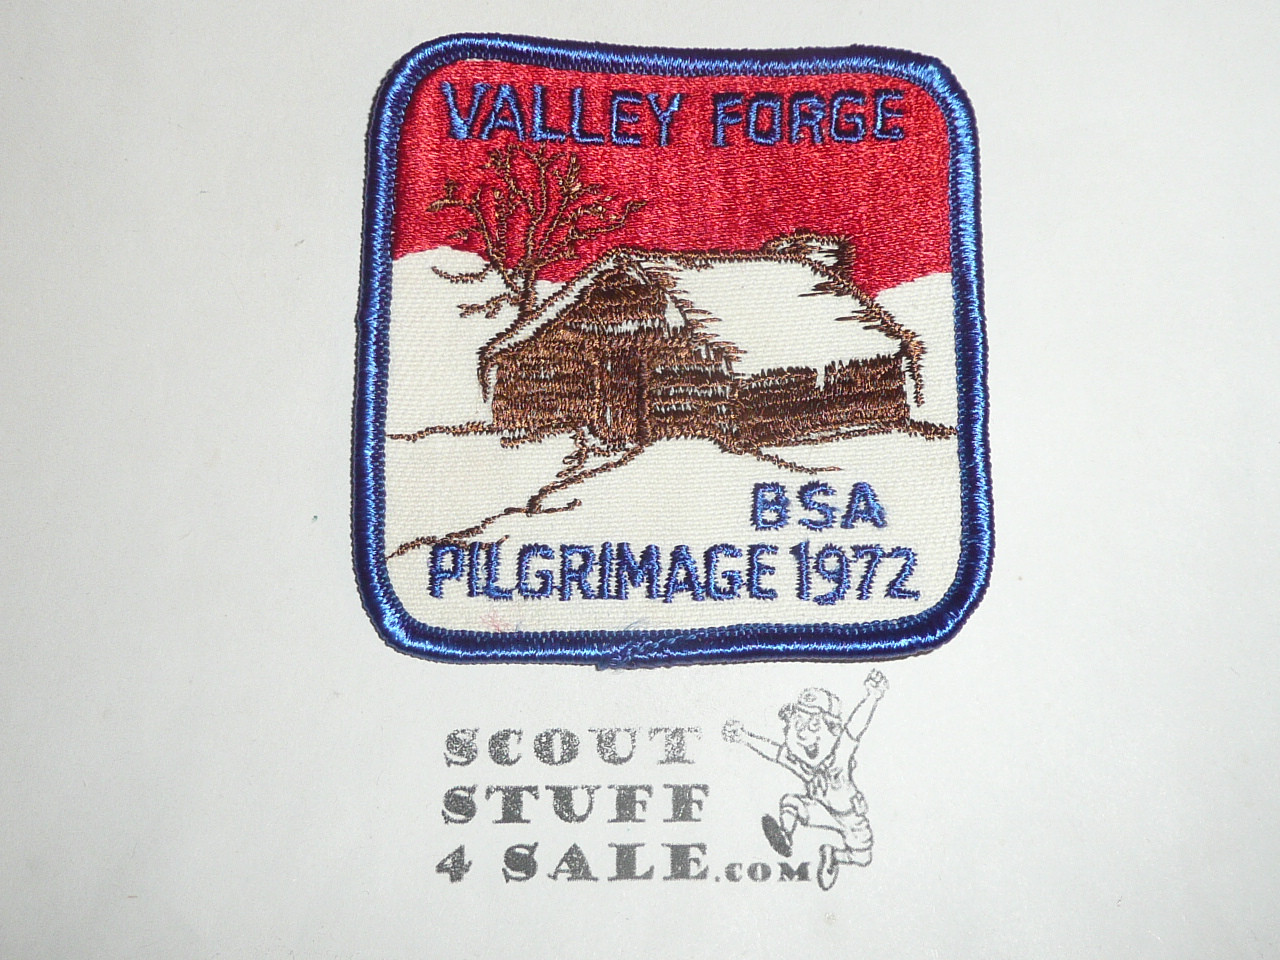 VALLEY FORGE
BSA
PILGRIMAGE 1972
SCOUT
STUFF
4 SALE.COM